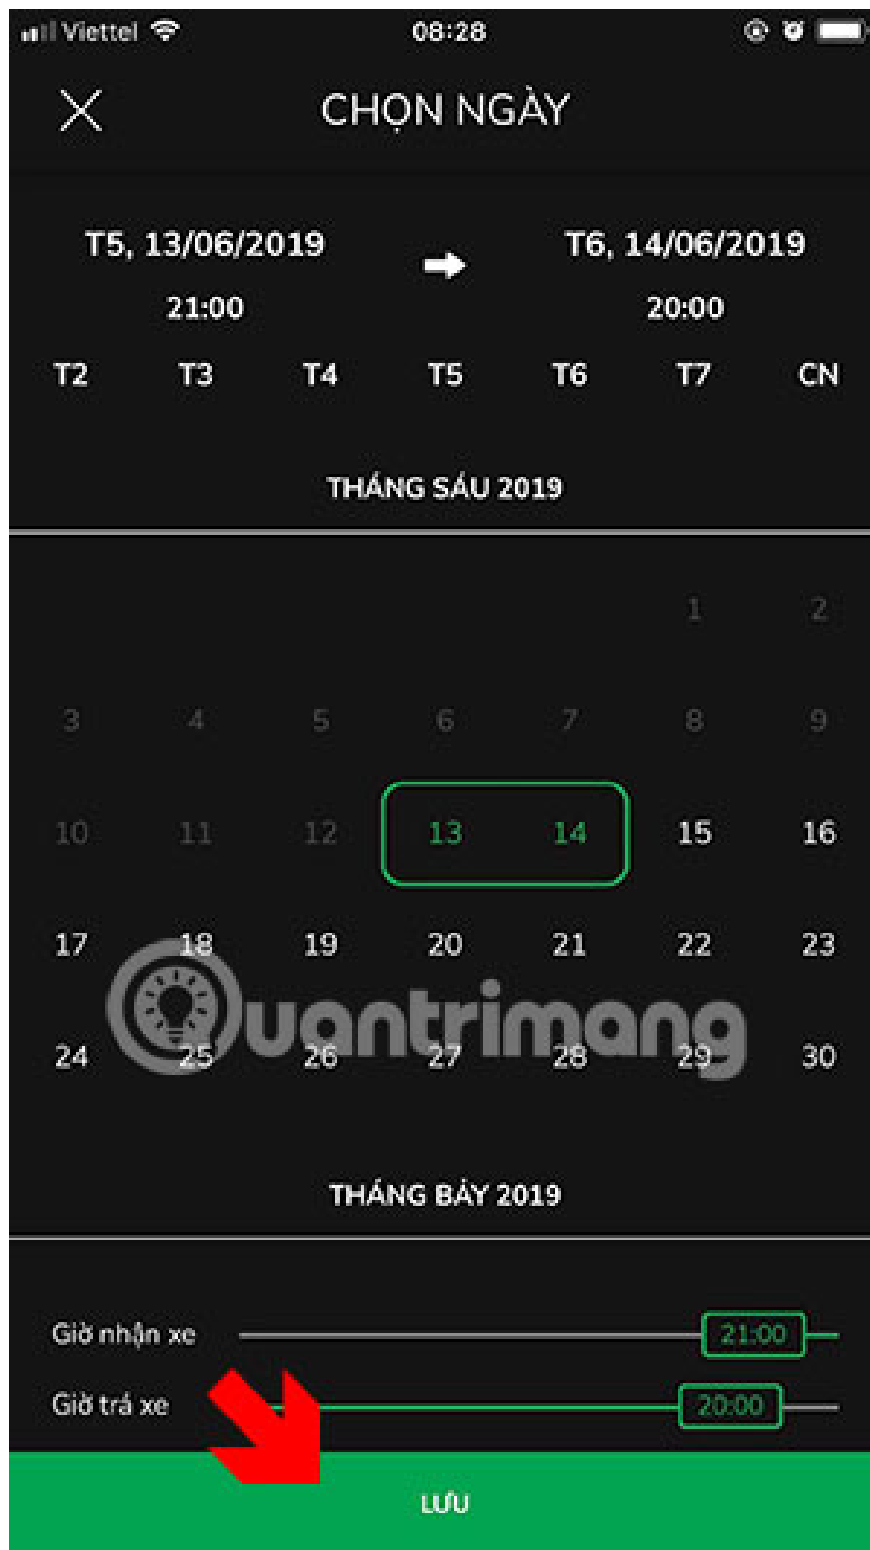 Viettel 08:28
CHỌN NGÀY
T5, 13/06/2019 T6, 14/06/2019
21:00 20:00
T2 T3 T4 T5 T6 T7 CN
THÁNG SÁU 2019
1 2
3 4 5 6 7 8 9
10 11 12 13 14 15 16
17 18 19 20 21 22 23
Quantrimang
24 25 26 27 28 29 30
THÁNG BẢY 2019
Giờ nhận xe 21:00
Giờ trả xe 20:00
LƯU